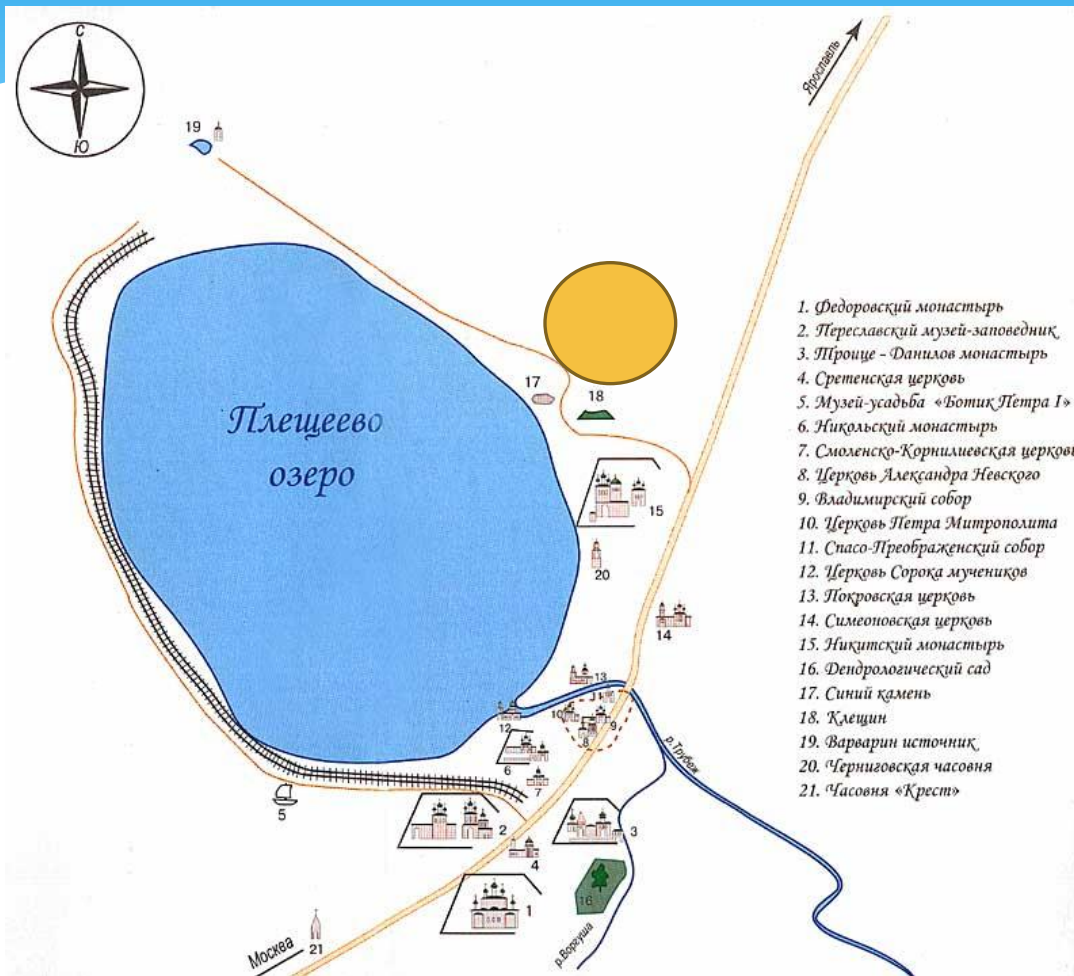 С
Ю
Ярославль
19
17
18
Плещеево
озеро
15
20
14
13
11
10
9
12
8
6
7
р.Трубеж
5
2
3
4
16
1
р.Воргуша
21
Москва
1. Федоровский монастырь
2. Переславский музей-заповедник
3. Троице - Данилов монастырь
4. Сретенская церковь
5. Музей-усадьба «Ботик Петра I»
6. Никольский монастырь
7. Смоленско-Корнилиевская церковь
8. Церковь Александра Невского
9. Владимирский собор
10. Церковь Петра Митрополита
11. Спасо-Преображенский собор
12. Церковь Сорока мучеников
13. Покровская церковь
14. Симеоновская церковь
15. Никитский монастырь
16. Дендрологический сад
17. Синий камень
18. Клещин
19. Варварин источник
20. Черниговская часовня
21. Часовня «Крест»